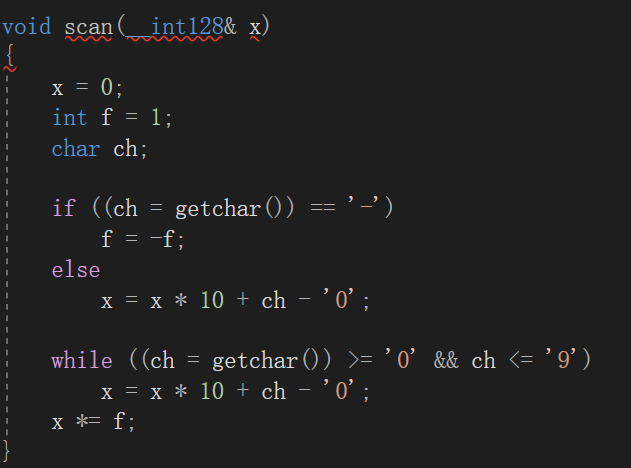 void scan(__int128& x)
{
    x = 0;
    int f = 1;
    char ch;

    if ((ch = getchar()) == '-')
        f = -f;
    else
        x = x * 10 + ch - '0';

    while ((ch = getchar()) >= '0' && ch <= '9')
        x = x * 10 + ch - '0';
    x *= f;
}